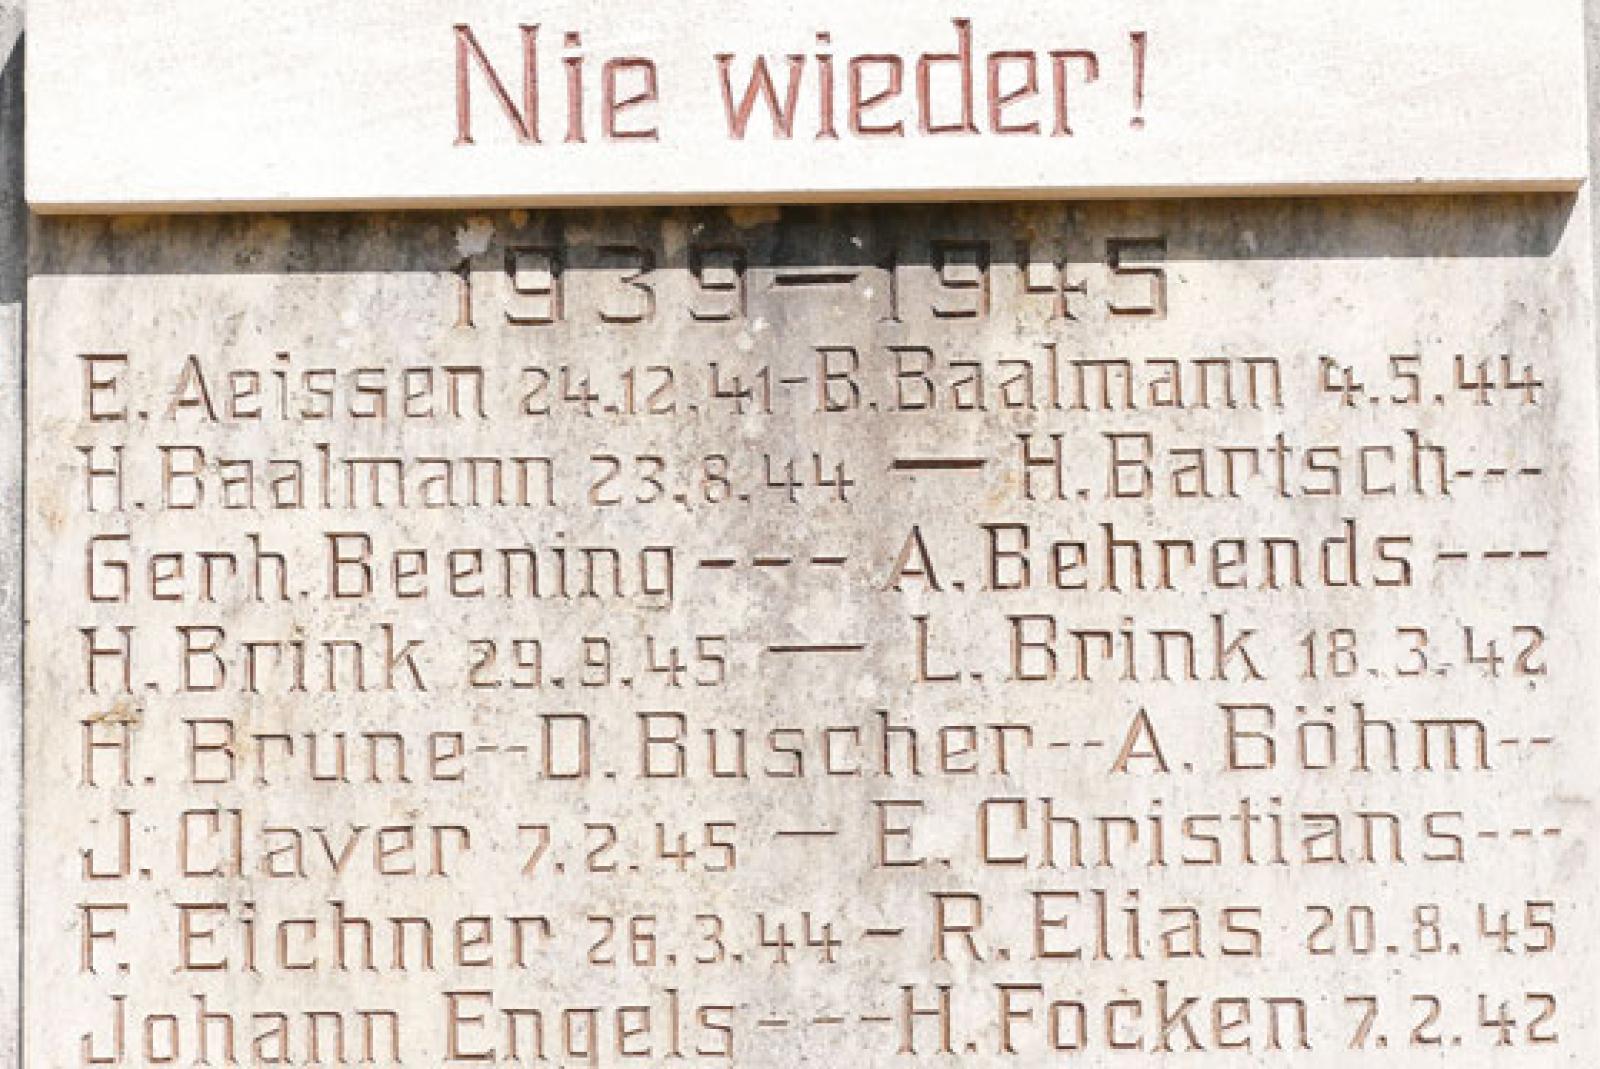 Nie wieder!
1939—1945
E. Aeissen 24.12.41-B.Baalmann 4.5.44
H.Baalmann 23.8.44 — H.Bartsch---
Gerh.Beening--- A.Behrends---
H.Brink 29.9.45 — L.Brink 18.3.42
H. Brune--D.Buscher--A. Böhm--
J. Claver 7.2.45 — E. Christians---
F. Eichner 26.3.44-R.Elias 20.8.45
Johann Engels---H.Focken 7.2.42